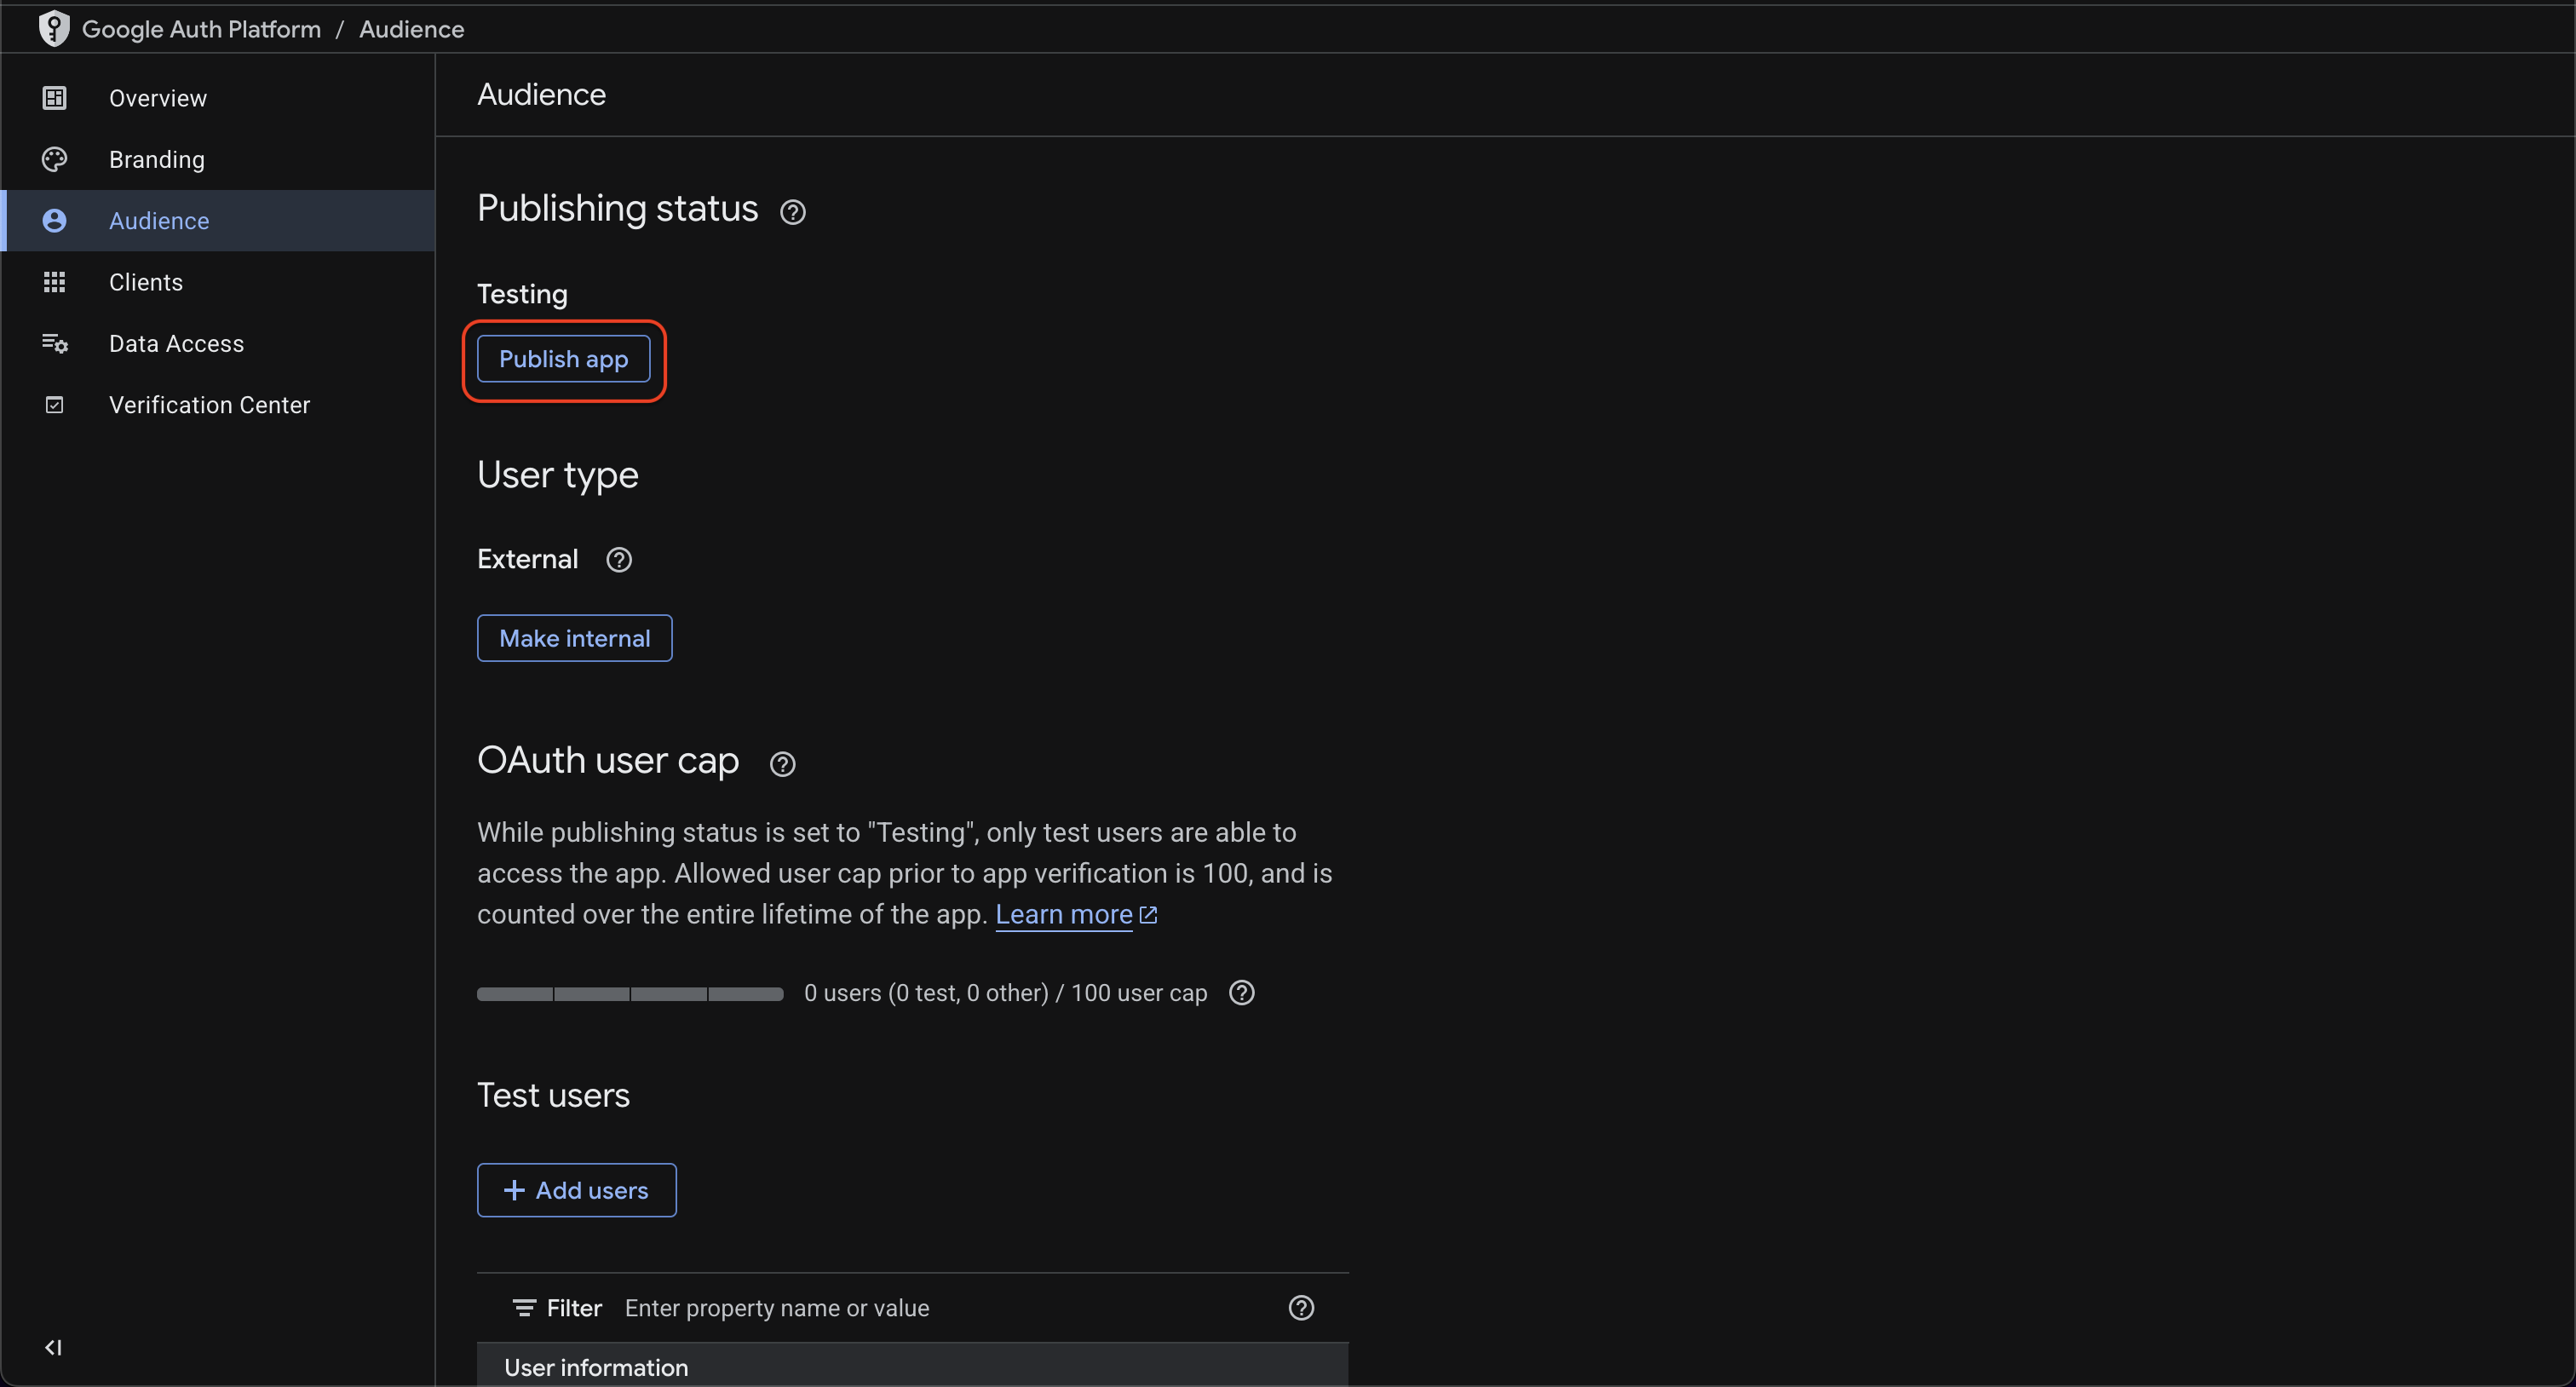 Google Auth Platform / Audience
Overview
Branding
Audience
Clients
Data Access
Verification Center
Audience
Publishing status
Testing
Publish app
User type
External
Make internal
OAuth user cap
While publishing status is set to "Testing", only test users are able to
access the app. Allowed user cap prior to app verification is 100, and is
counted over the entire lifetime of the app. Learn more
0 users (0 test, 0 other) / 100 user cap
Test users
+ Add users
Filter Enter property name or value
User information